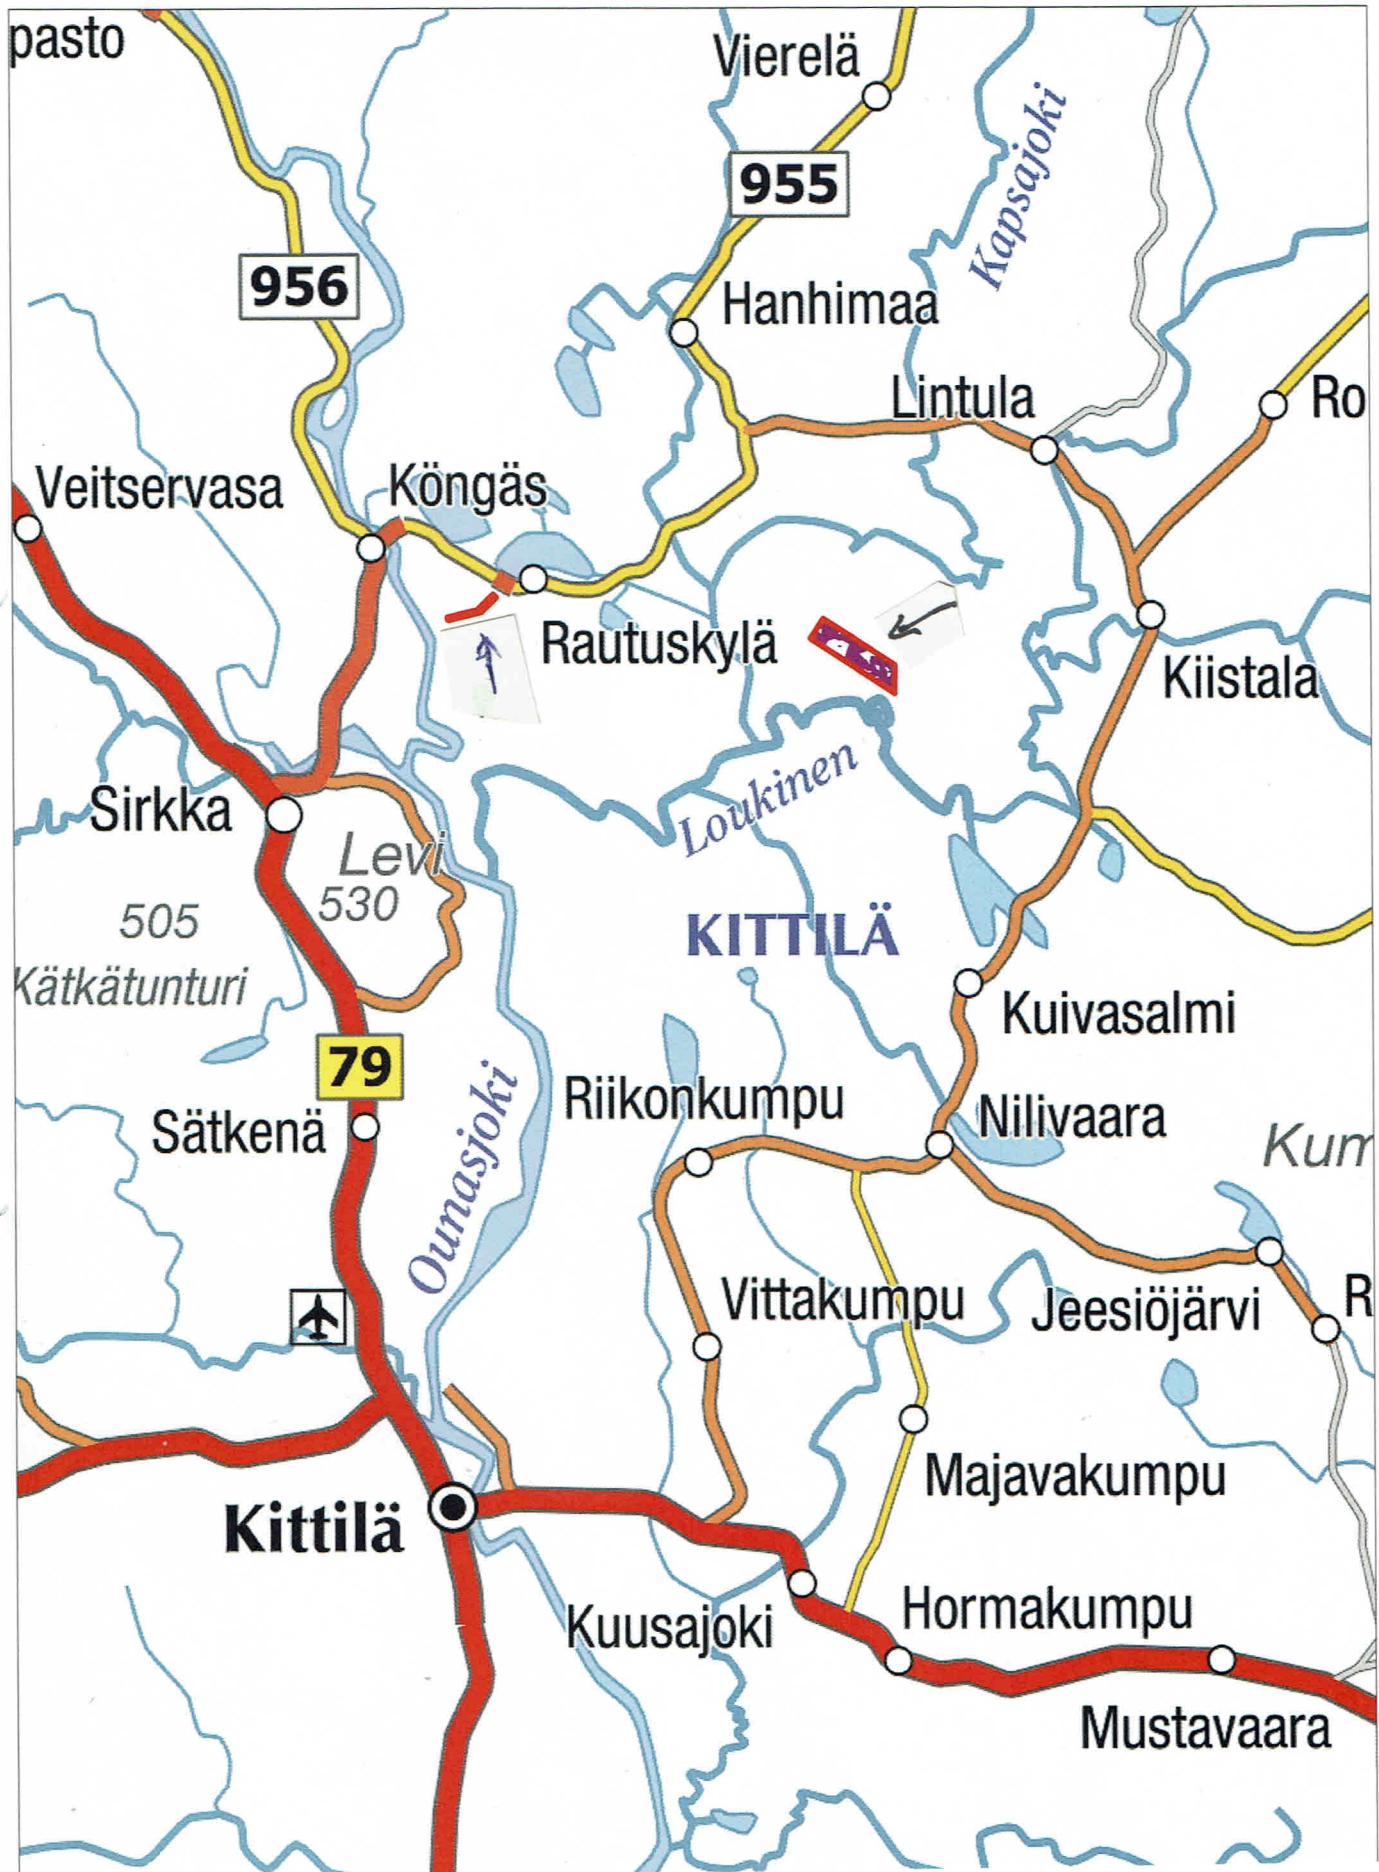 pasto
Vierelä
Kapsajoki
955
956
Hanhimaa
Lintula
Ro
Veitservasa
Köngäs
Rautuskylä
Kiistala
Sirkka
Loukinen
Levi
530
505
KITTILÄ
Kätkätunturi
Kuivasalmi
79
Riikonkumpu
Nilivaara
Sätkenä
Kum
Ounasjoki
Vittakumpu
Jeesiöjärvi
R
Majavakumpu
Kittilä
Kuusajoki
Hormakumpu
Mustavaara